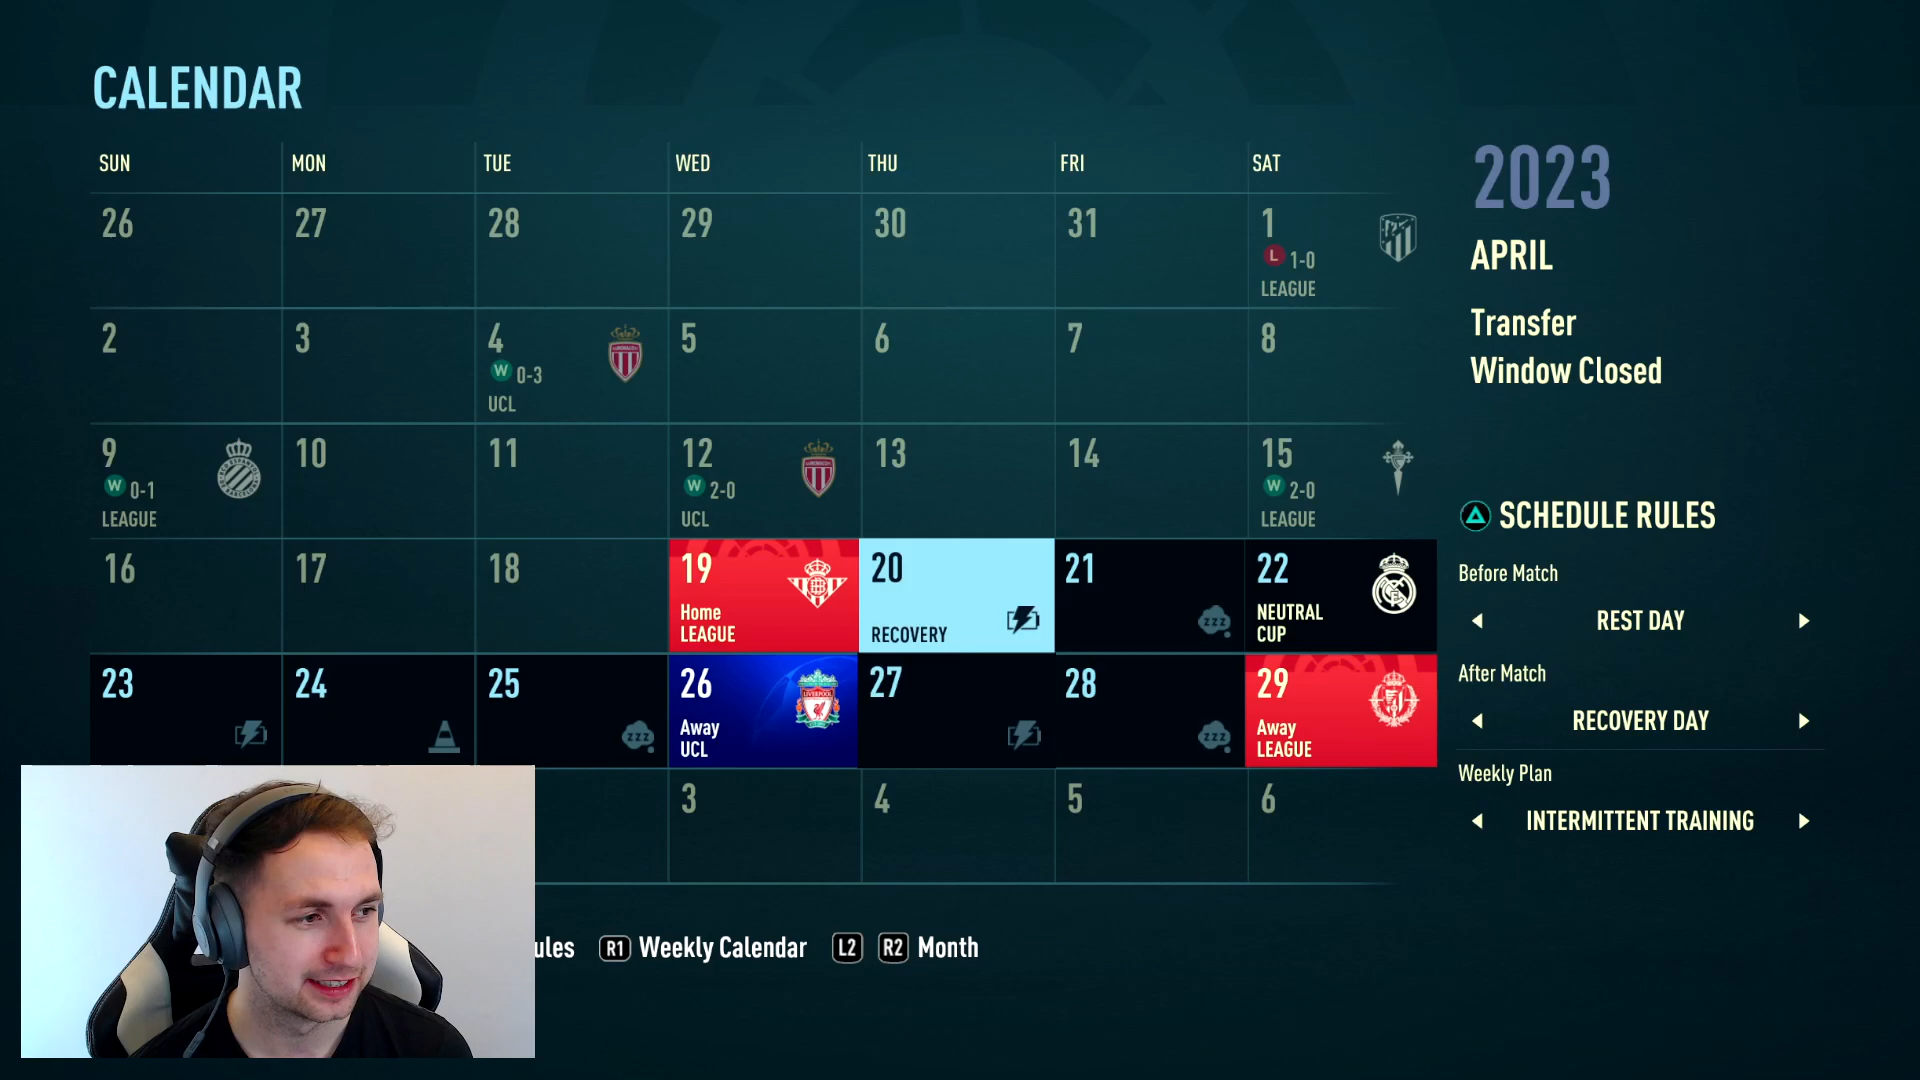 CALENDAR
SUN MON TUE WED THU FRI SAT
26 27 28 29 30 31 1
L 1-0
LEAGUE
2 3 4 5 6 7 8
W 0-3
UCL
9 10 11 12 13 14 15
W 0-1 W 2-0 W 2-0
LEAGUE UCL LEAGUE
16 17 18 19 20 21 22
Home NEUTRAL
LEAGUE RECOVERY zzz CUP
23 24 25 26 27 28 29
Away Away
zzz UCL zzz LEAGUE
LIVERPOOL
3 4 5 6
2023
APRIL
Transfer
Window Closed
SCHEDULE RULES
Before Match
REST DAY
After Match
RECOVERY DAY
Weekly Plan
INTERMITTENT TRAINING
ules R1 Weekly Calendar L2 R2 Month